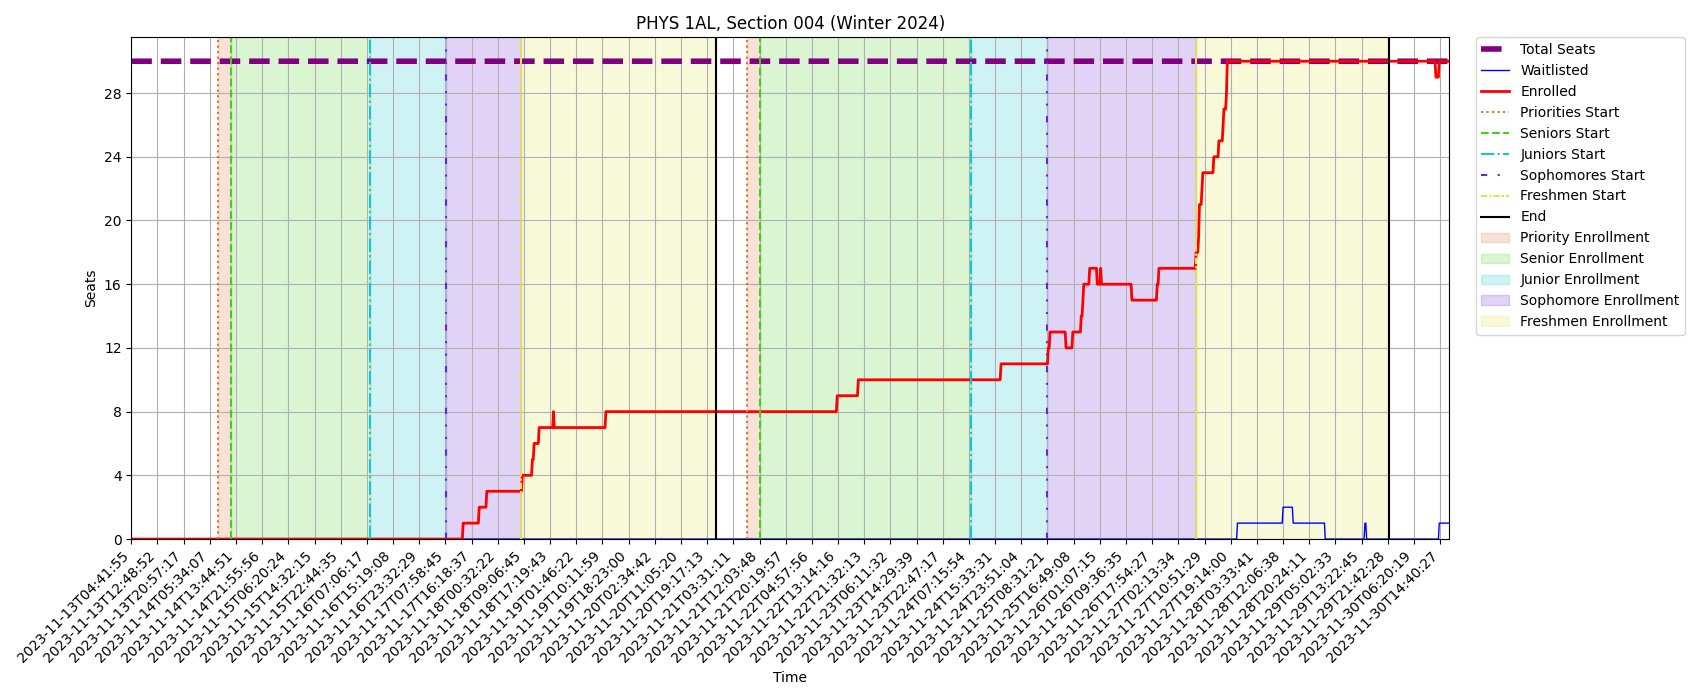 PHYS 1AL, Section 004 (Winter 2024)
Seats
28
24
20
16
12
8
4
0
2023-11-13T04:41:55
2023-11-13T12:48:52
2023-11-13T20:57:17
2023-11-14T05:34:07
2023-11-14T13:44:51
2023-11-14T21:55:56
2023-11-15T06:20:24
2023-11-15T14:32:15
2023-11-15T22:44:35
2023-11-16T07:06:17
2023-11-16T15:19:08
2023-11-16T23:32:29
2023-11-17T07:58:45
2023-11-17T16:18:37
2023-11-18T00:32:22
2023-11-18T09:06:45
2023-11-18T17:19:43
2023-11-19T01:46:22
2023-11-19T10:11:59
2023-11-19T18:23:00
2023-11-20T02:34:42
2023-11-20T11:05:20
2023-11-20T19:17:13
2023-11-21T03:31:11
2023-11-21T12:03:48
2023-11-21T20:19:57
2023-11-22T04:57:56
2023-11-22T13:14:16
2023-11-22T21:32:13
2023-11-23T06:11:32
2023-11-23T14:29:39
2023-11-23T22:47:17
2023-11-24T07:15:54
2023-11-24T15:33:31
2023-11-24T23:51:04
2023-11-25T08:31:21
2023-11-25T16:49:08
2023-11-26T01:07:15
2023-11-26T09:36:35
2023-11-26T17:54:27
2023-11-27T02:13:34
2023-11-27T10:51:29
2023-11-27T19:14:00
2023-11-28T03:33:41
2023-11-28T12:06:38
2023-11-28T20:24:11
2023-11-29T05:02:33
2023-11-29T13:22:45
2023-11-29T21:42:28
2023-11-30T06:20:19
2023-11-30T14:40:27
Time
Total Seats
Waitlisted
Enrolled
Priorities Start
Seniors Start
Juniors Start
Sophomores Start
Freshmen Start
End
Priority Enrollment
Senior Enrollment
Junior Enrollment
Sophomore Enrollment
Freshmen Enrollment